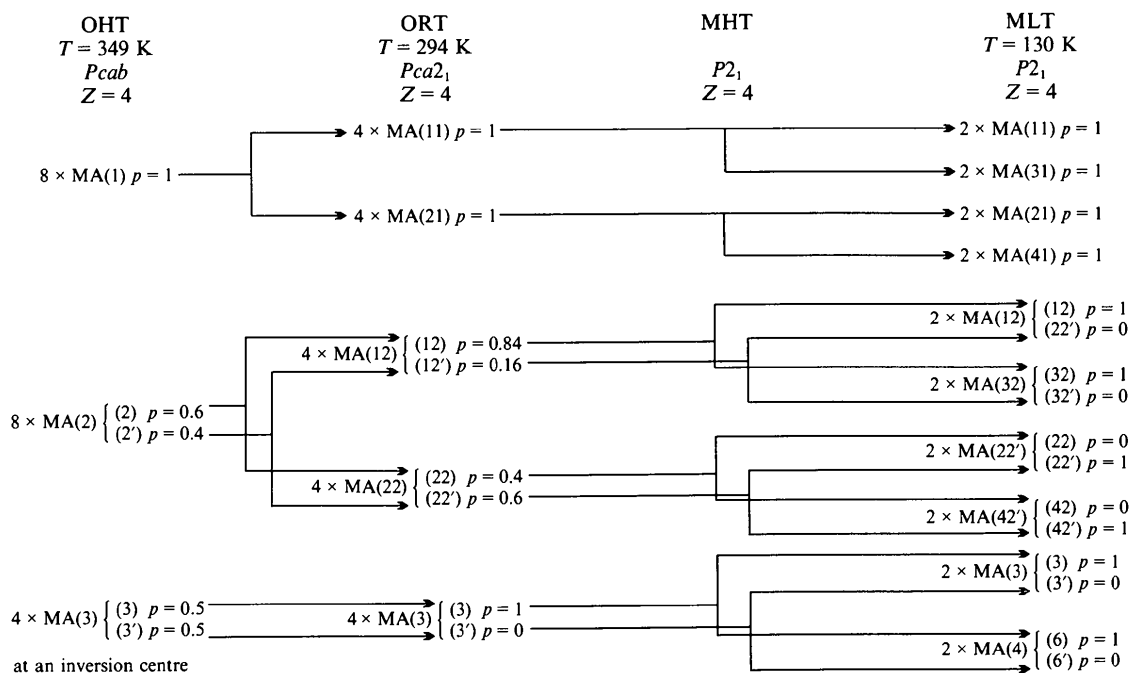 OHT ORT MHT MLT
T = 349 K T = 294 K T = 130 K
Pcab Pca2₁ P2₁ P2₁
Z = 4 Z = 4 Z = 4 Z = 4
4 × MA(11) p = 1 2 × MA(11) p = 1
8 × MA(1) p = 1 2 × MA(31) p = 1
4 × MA(21) p = 1 2 × MA(21) p = 1
2 × MA(41) p = 1
2 × MA(12) { (12) p = 1
(22') p = 0
4 × MA(12) { (12) p = 0.84
(12') p = 0.16
2 × MA(32) { (32) p = 1
(32') p = 0
8 × MA(2) { (2) p = 0.6
(2') p = 0.4
2 × MA(22') { (22) p = 0
(22') p = 1
4 × MA(22) { (22) p = 0.4
(22') p = 0.6
2 × MA(42') { (42) p = 0
(42') p = 1
2 × MA(3) { (3) p = 1
(3') p = 0
4 × MA(3) { (3) p = 0.5
(3') p = 0.5
4 × MA(3) { (3) p = 1
(3') p = 0
2 × MA(4) { (6) p = 1
(6') p = 0
at an inversion centre